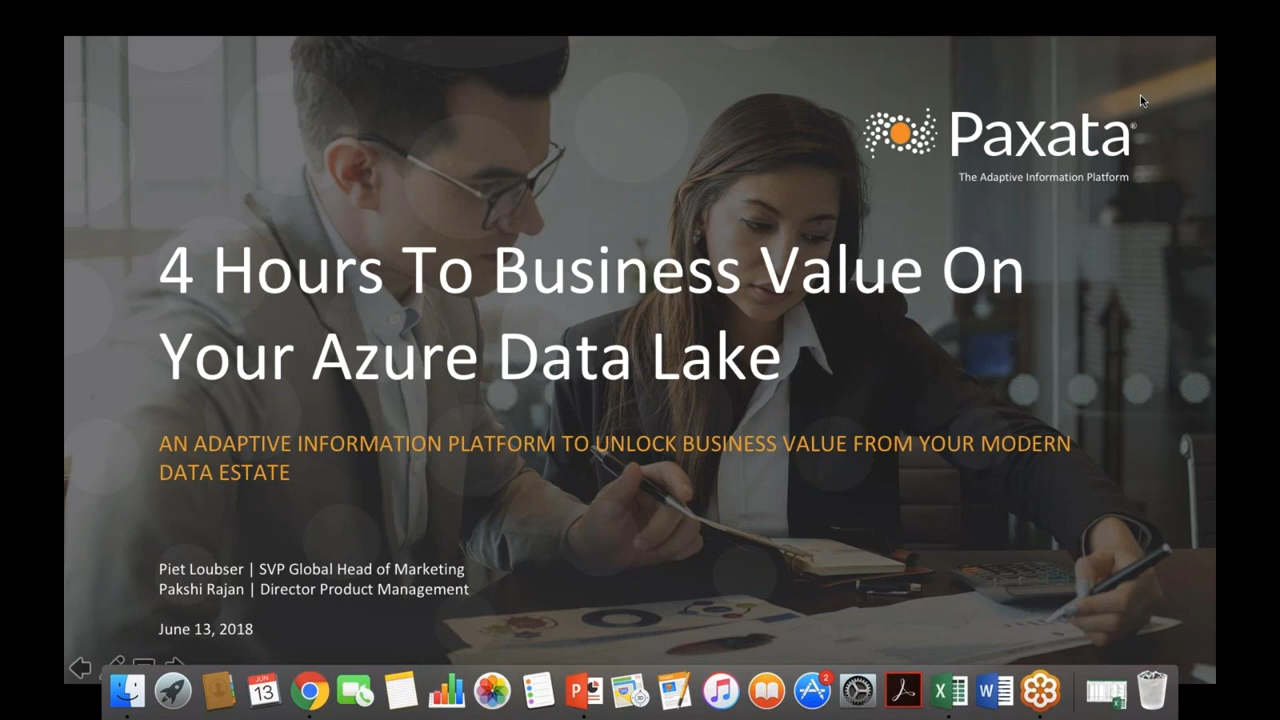 Paxata®
The Adaptive Information Platform
4 Hours To Business Value On
Your Azure Data Lake
AN ADAPTIVE INFORMATION PLATFORM TO UNLOCK BUSINESS VALUE FROM YOUR MODERN
DATA ESTATE
Piet Loubser | SVP Global Head of Marketing
Pakshi Rajan | Director Product Management
June 13, 2018
JUN
13
2